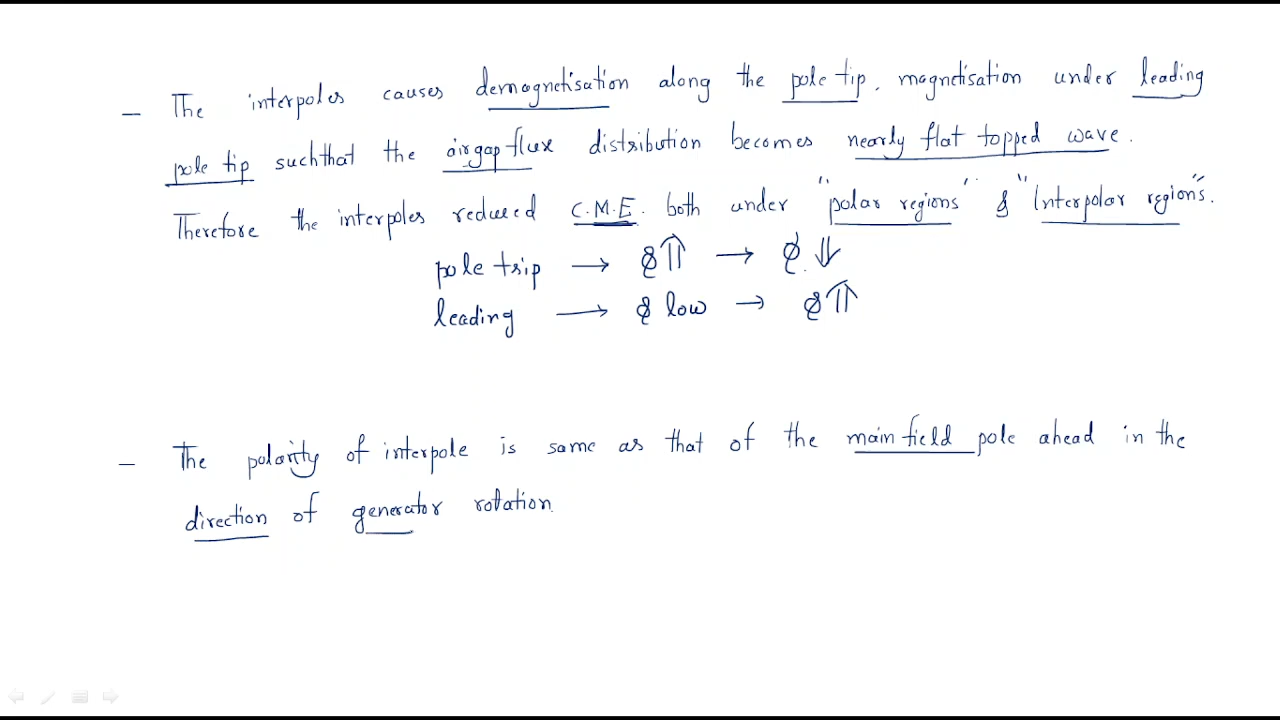 – The interpoles causes demagnetisation along the pole tip, magnetisation under leading
pole tip such that the airgap flux distribution becomes nearly flat topped wave.
Therefore the interpoles reduced C.M.E. both under "polar regions" & "Interpolar regions".
pole trip → ϕ⇑ → ϕ ⇓
leading → ϕ low → ϕ⇑
– The polarity of interpole is same as that of the main field pole ahead in the
direction of generator rotation.